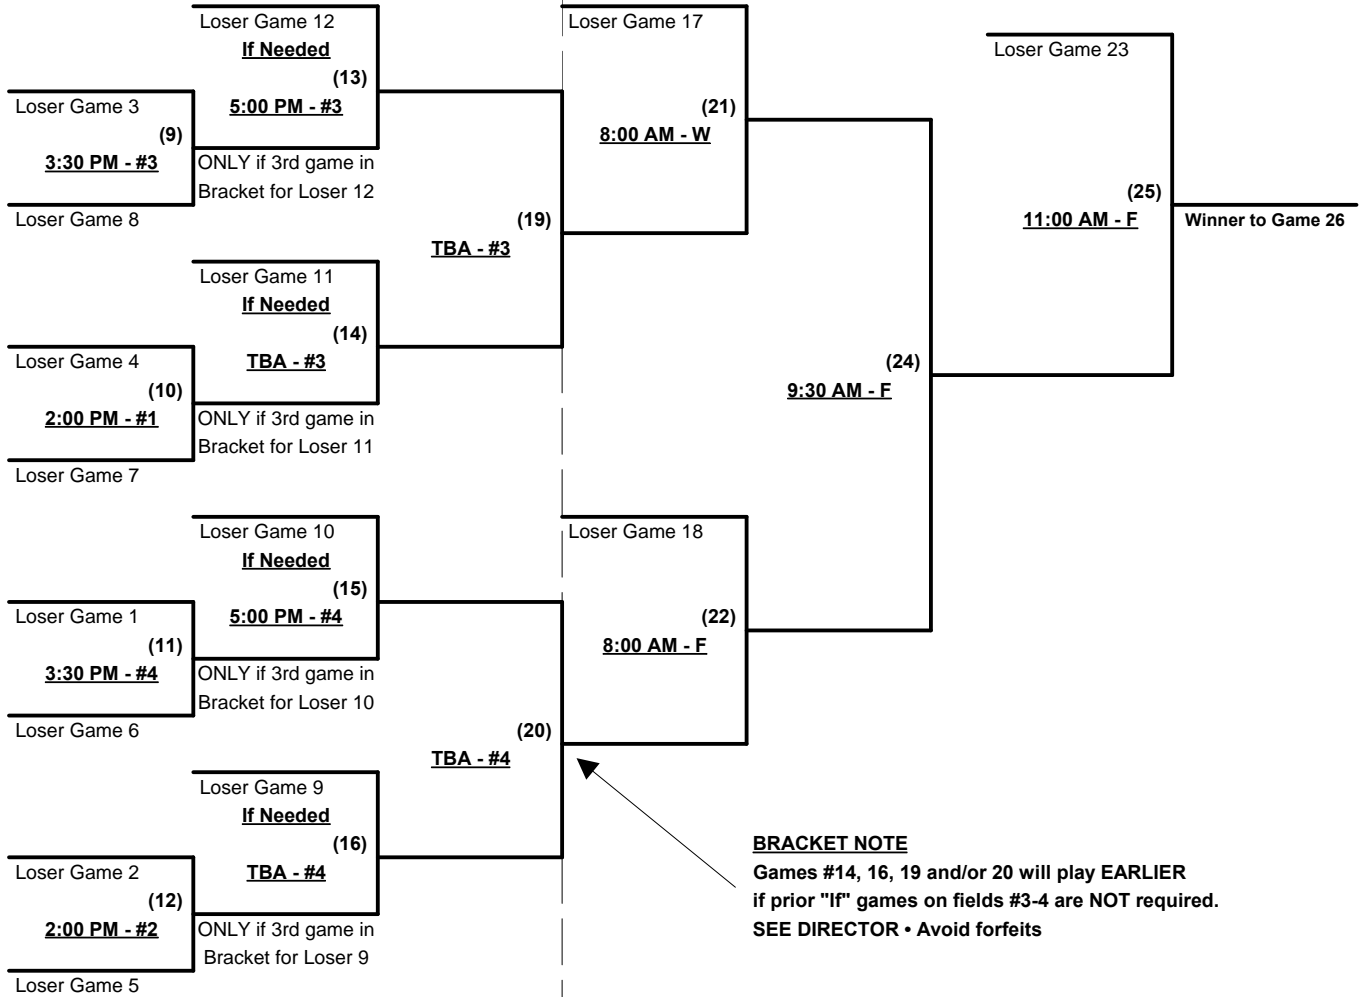 Loser Game 12
If Needed
(13)
5:00 PM - #3
Loser Game 3
(9)
3:30 PM - #3
ONLY if 3rd game in
Bracket for Loser 12
Loser Game 8
(19)
TBA - #3
Loser Game 11
If Needed
(14)
TBA - #3
Loser Game 4
(10)
2:00 PM - #1
ONLY if 3rd game in
Bracket for Loser 11
Loser Game 7
Loser Game 10
If Needed
(15)
5:00 PM - #4
Loser Game 1
(11)
3:30 PM - #4
ONLY if 3rd game in
Bracket for Loser 10
Loser Game 6
(20)
TBA - #4
Loser Game 9
If Needed
(16)
TBA - #4
Loser Game 2
(12)
2:00 PM - #2
ONLY if 3rd game in
Bracket for Loser 9
Loser Game 5
Loser Game 17
(21)
8:00 AM - W
Loser Game 18
(22)
8:00 AM - F
(24)
9:30 AM - F
Loser Game 23
(25)
11:00 AM - F
Winner to Game 26
BRACKET NOTE
Games #14, 16, 19 and/or 20 will play EARLIER
if prior "If" games on fields #3-4 are NOT required.
SEE DIRECTOR • Avoid forfeits